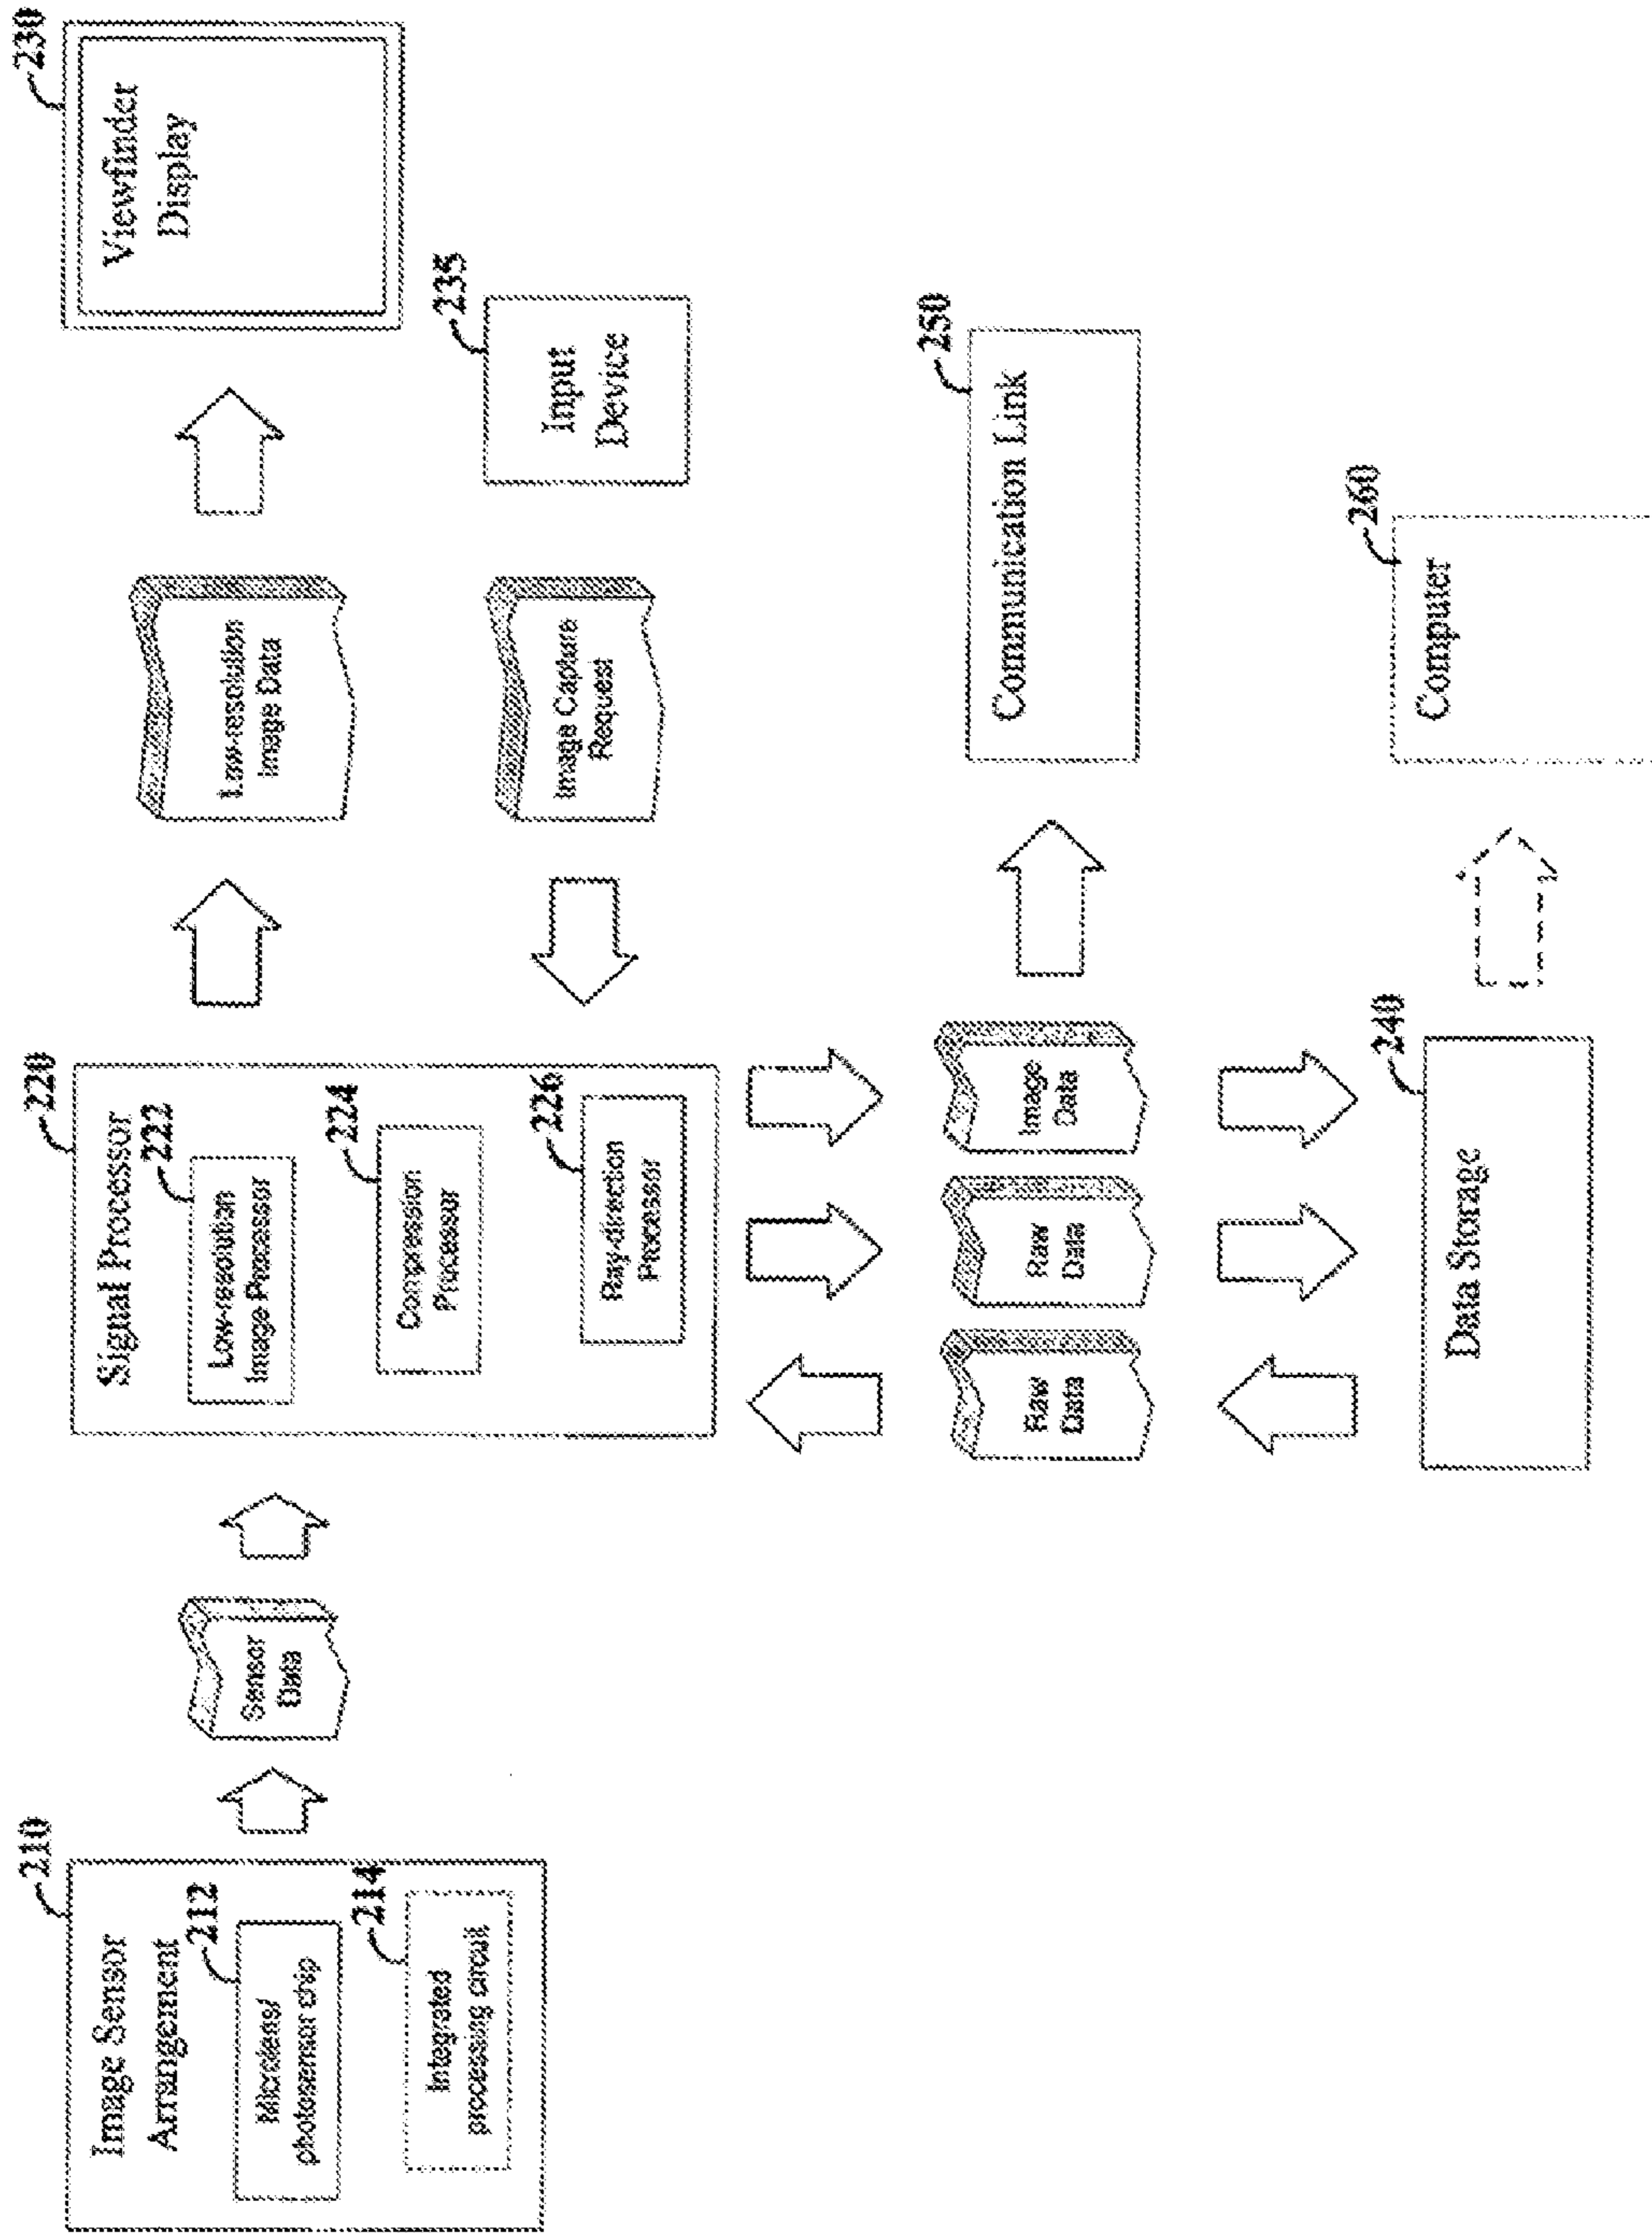 210
Image Sensor
Arrangement
212
Microlens/
photosensor chip
214
Integrated
processing circuit
Sensor
Data
220
Signal Processor
222
Low-resolution
Image Processor
224
Compression
Processor
226
Ray-direction
Processor
Low-resolution
Image Data
230
Viewfinder
Display
Image Capture
Request
235
Input
Device
Raw
Data
Raw
Data
Image
Data
250
Communication Link
240
Data Storage
260
Computer